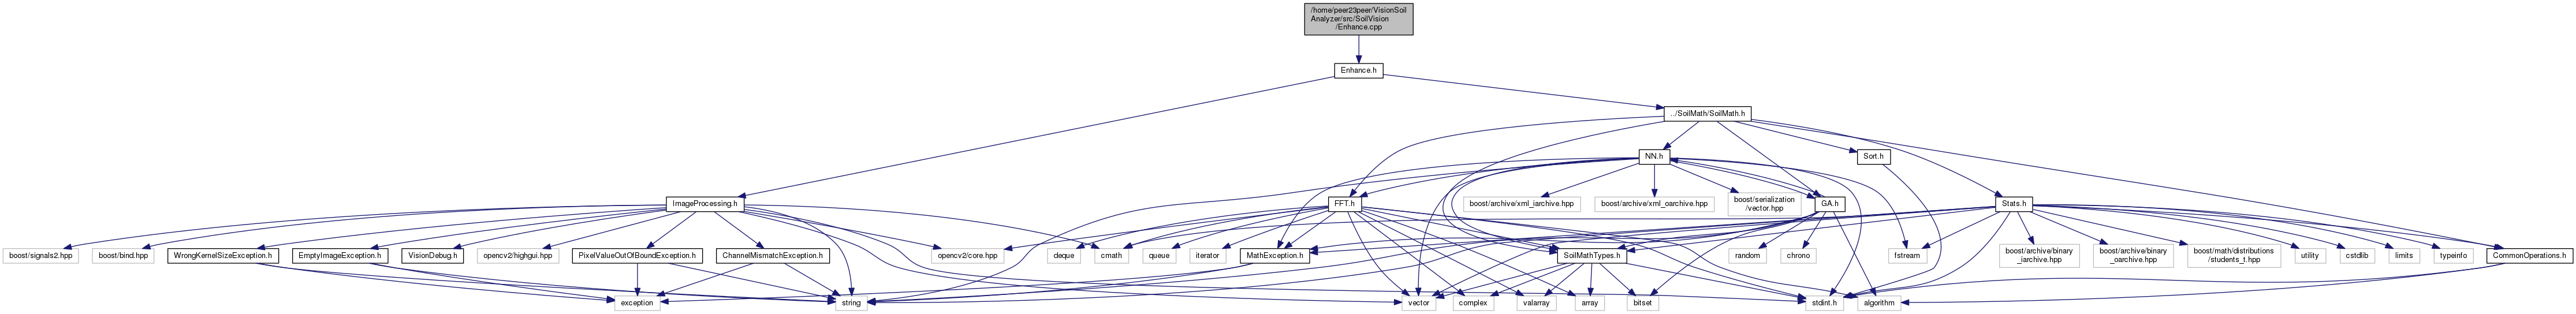 /home/peer23peer/VisionSoil
Analyzer/src/SoilVision
/Enhance.cpp
Enhance.h
../SoilMath/SoilMath.h
NN.h
Sort.h
ImageProcessing.h
FFT.h
boost/archive/xml_iarchive.hpp
boost/archive/xml_oarchive.hpp
boost/serialization
/vector.hpp
GA.h
Stats.h
boost/signals2.hpp
boost/bind.hpp
WrongKernelSizeException.h
EmptyImageException.h
VisionDebug.h
opencv2/highgui.hpp
PixelValueOutOfBoundException.h
ChannelMismatchException.h
opencv2/core.hpp
deque
cmath
queue
iterator
MathException.h
SoilMathTypes.h
random
chrono
fstream
boost/archive/binary
_iarchive.hpp
boost/archive/binary
_oarchive.hpp
boost/math/distributions
/students_t.hpp
utility
cstdlib
limits
typeinfo
CommonOperations.h
exception
string
vector
complex
valarray
array
bitset
stdint.h
algorithm